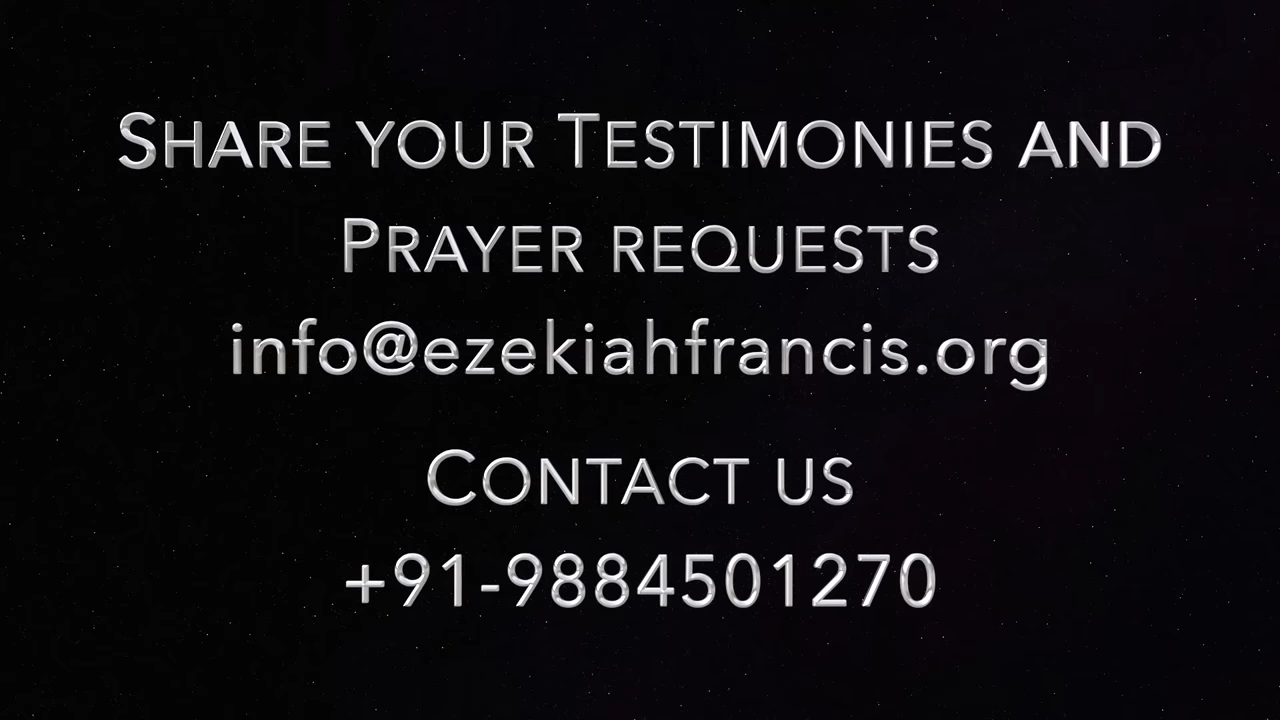 Share your Testimonies and
Prayer requests
info@ezekiahfrancis.org
Contact us
+91-9884501270